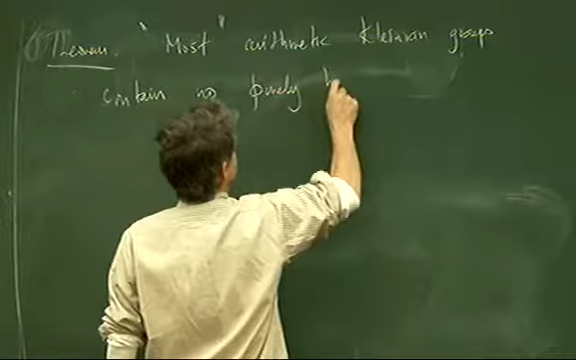 Theorem. "Most" arithmetic Kleinian groups
contain no purely h